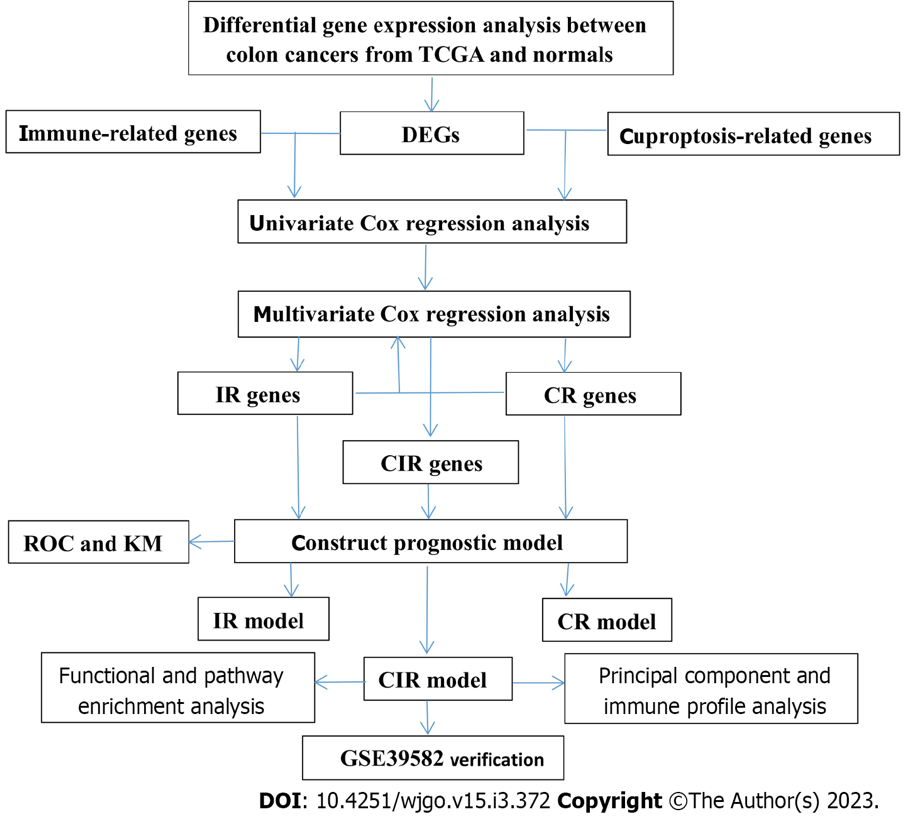 Differential gene expression analysis between
colon cancers from TCGA and normals
Immune-related genes
DEGs
Cuproptosis-related genes
Univariate Cox regression analysis
Multivariate Cox regression analysis
IR genes
CR genes
CIR genes
ROC and KM
Construct prognostic model
IR model
CR model
Functional and pathway
enrichment analysis
CIR model
Principal component and
immune profile analysis
GSE39582 verification
DOI: 10.4251/wjgo.v15.i3.372 Copyright ©The Author(s) 2023.